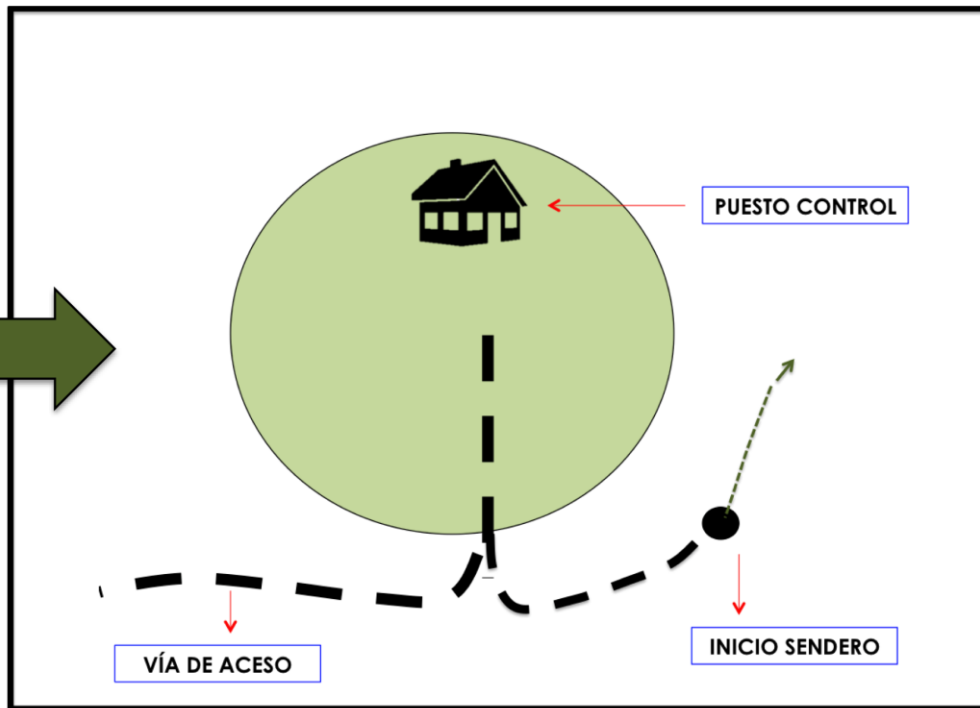 PUESTO CONTROL
INICIO SENDERO
VÍA DE ACESO